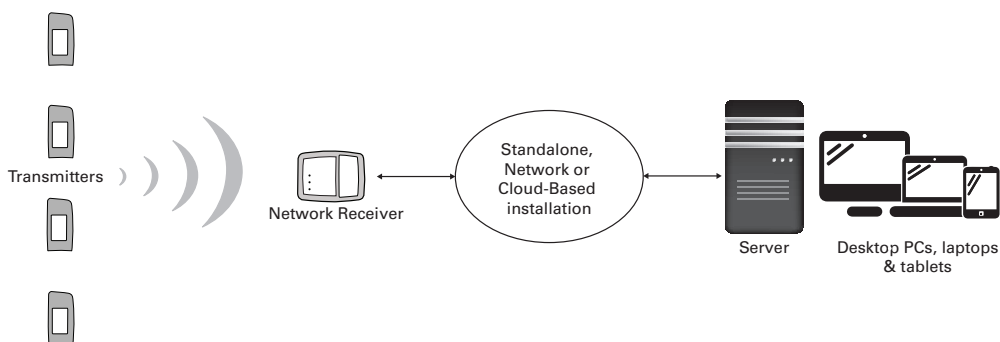 Transmitters
Network Receiver
Standalone,
Network or
Cloud-Based
installation
Server
Desktop PCs, laptops
& tablets